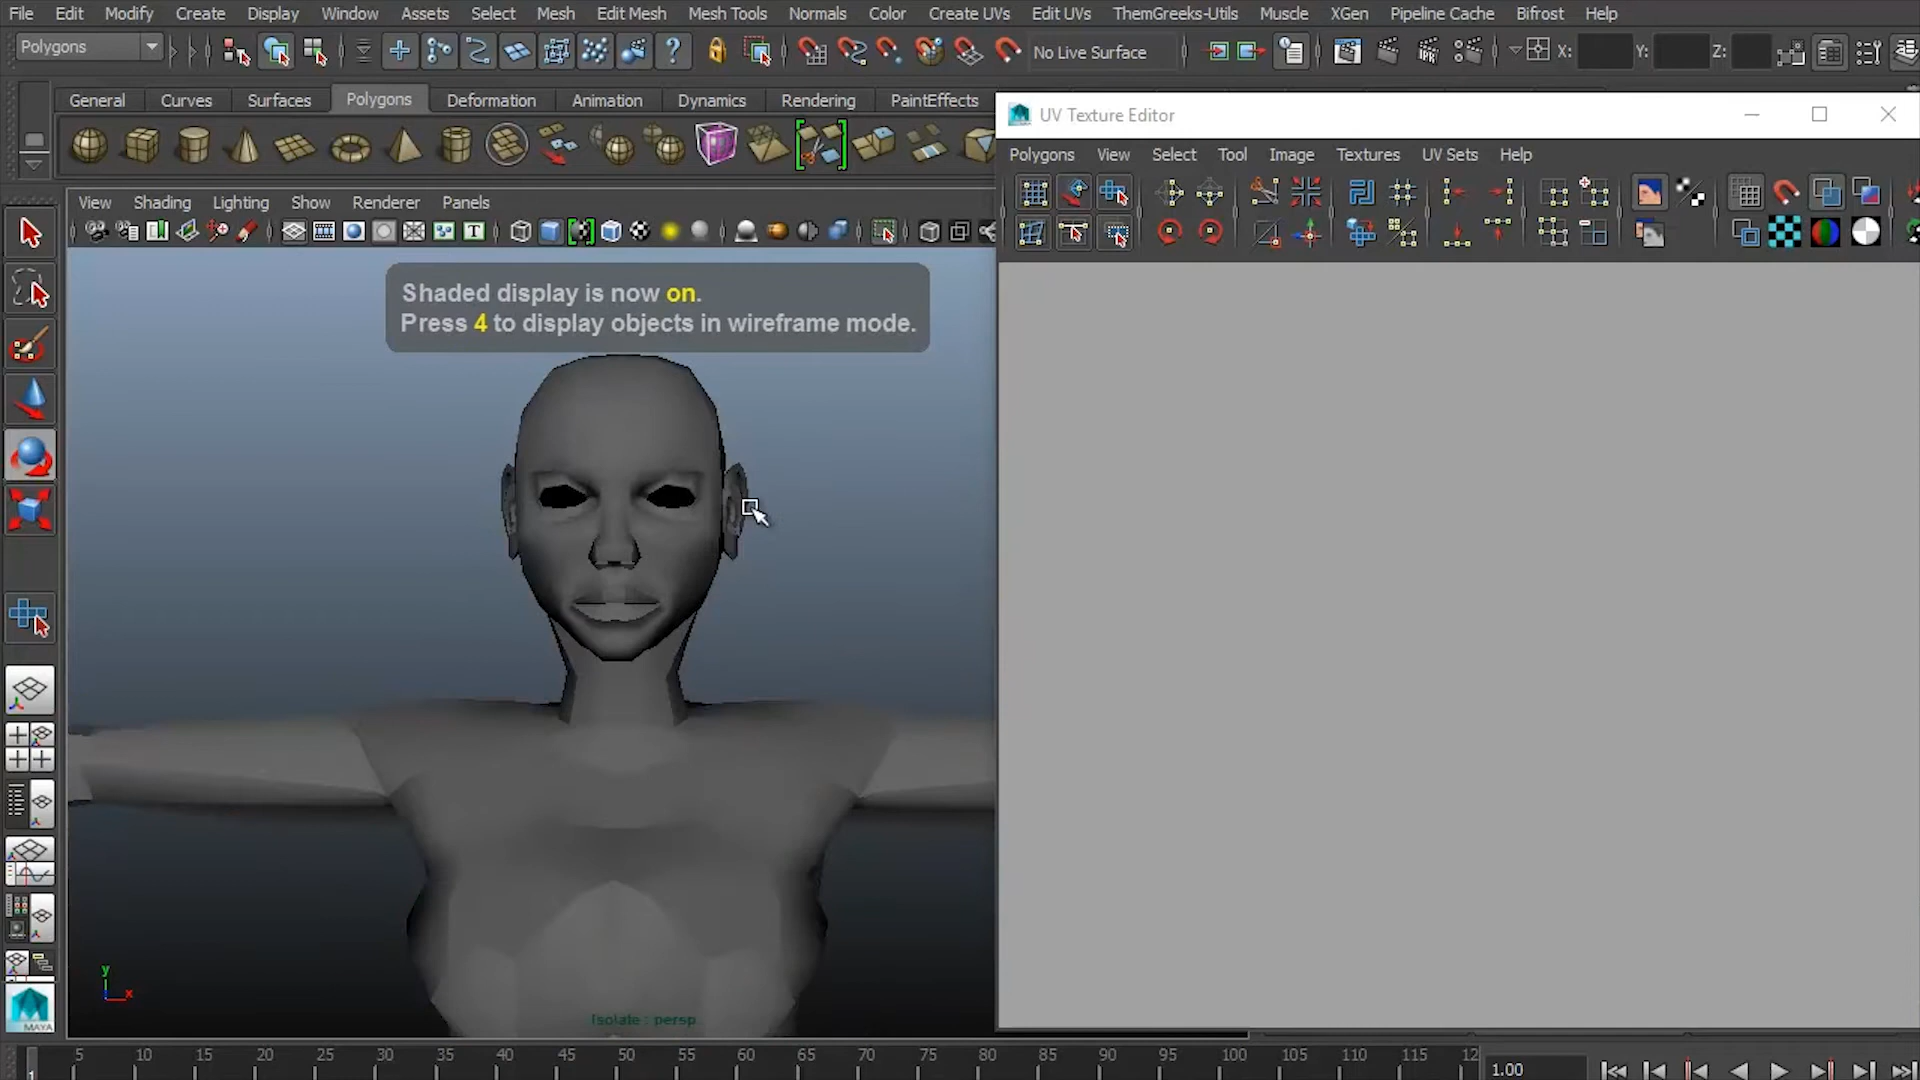 File Edit Modify Create Display Window Assets Select Mesh Edit Mesh Mesh Tools Normals Color Create UVs Edit UVs ThemGreeks-Utils Muscle XGen Pipeline Cache Bifrost Help
Polygons
No Live Surface
X:
Y:
Z:
General Curves Surfaces Polygons Deformation Animation Dynamics Rendering PaintEffects
UV Texture Editor
Polygons View Select Tool Image Textures UV Sets Help
View Shading Lighting Show Renderer Panels
Shaded display is now on.
Press 4 to display objects in wireframe mode.
y
x
Isolate : persp
MAYA
1 5 10 15 20 25 30 35 40 45 50 55 60 65 70 75 80 85 90 95 100 105 110 115 12
1.00